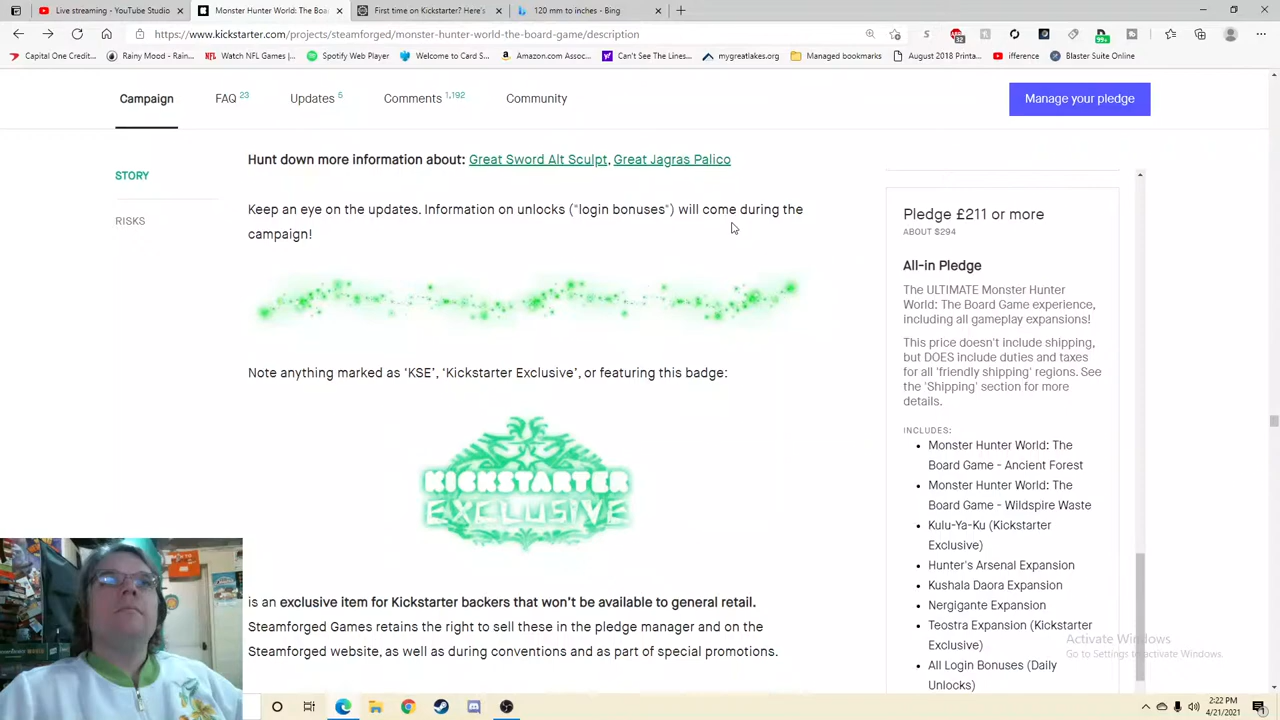 Live streaming - YouTube Studio
Monster Hunter World: The Boa
First time on Kickstarter? Here's
120 mm to inches - Bing
https://www.kickstarter.com/projects/steamforged/monster-hunter-world-the-board-game/description
32
99+
Capital One Credit...
Rainy Mood - Rain...
Watch NFL Games |...
Spotify Web Player
Welcome to Card S...
Amazon.com Assoc...
Can't See The Lines...
mygreatlakes.org
Managed bookmarks
August 2018 Printa...
ifference
Blaster Suite Online
Campaign
FAQ 23
Updates 5
Comments 1,192
Community
Manage your pledge
STORY
RISKS
Hunt down more information about: Great Sword Alt Sculpt, Great Jagras Palico
Keep an eye on the updates. Information on unlocks ("login bonuses") will come during the
campaign!
Note anything marked as 'KSE', 'Kickstarter Exclusive', or featuring this badge:
KICKSTARTER
EXCLUSIVE
is an exclusive item for Kickstarter backers that won't be available to general retail.
Steamforged Games retains the right to sell these in the pledge manager and on the
Steamforged website, as well as during conventions and as part of special promotions.
Pledge £211 or more
ABOUT $294
All-in Pledge
The ULTIMATE Monster Hunter
World: The Board Game experience,
including all gameplay expansions!
This price doesn't include shipping,
but DOES include duties and taxes
for all 'friendly shipping' regions. See
the 'Shipping' section for more
details.
INCLUDES:
Monster Hunter World: The
Board Game - Ancient Forest
Monster Hunter World: The
Board Game - Wildspire Waste
Kulu-Ya-Ku (Kickstarter
Exclusive)
Hunter's Arsenal Expansion
Kushala Daora Expansion
Nergigante Expansion
Teostra Expansion (Kickstarter
Exclusive)
All Login Bonuses (Daily
Unlocks)
Activate Windows
Go to Settings to activate Windows.
2:22 PM
4/21/2021